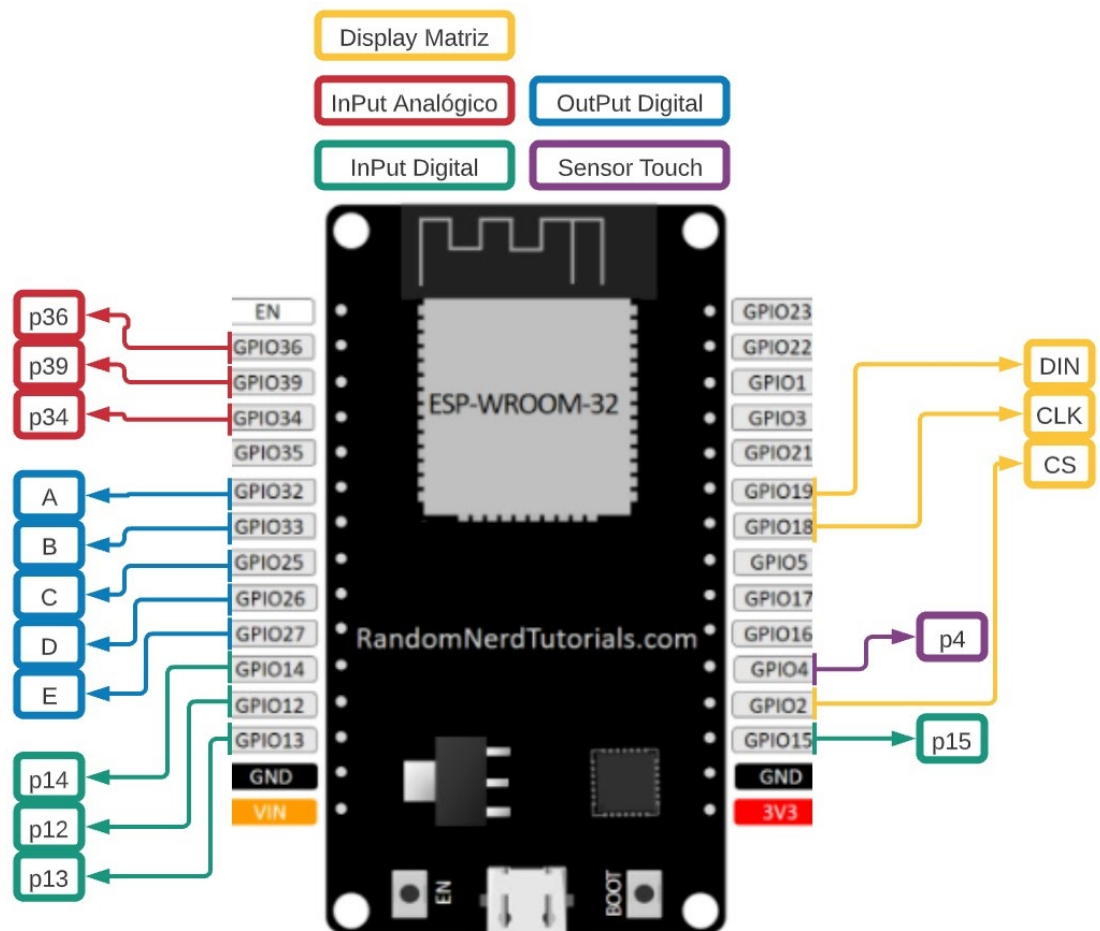 Display Matriz
InPut Analógico
OutPut Digital
InPut Digital
Sensor Touch
p36
p39
p34
A
B
C
D
E
p14
p12
p13
EN
GPIO36
GPIO39
GPIO34
GPIO35
GPIO32
GPIO33
GPIO25
GPIO26
GPIO27
GPIO14
GPIO12
GPIO13
GND
VIN
ESP-WROOM-32
RandomNerdTutorials.com
EN
BOOT
GPIO23
GPIO22
GPIO1
GPIO3
GPIO21
GPIO19
GPIO18
GPIO5
GPIO17
GPIO16
GPIO4
GPIO2
GPIO15
GND
3V3
DIN
CLK
CS
p4
p15